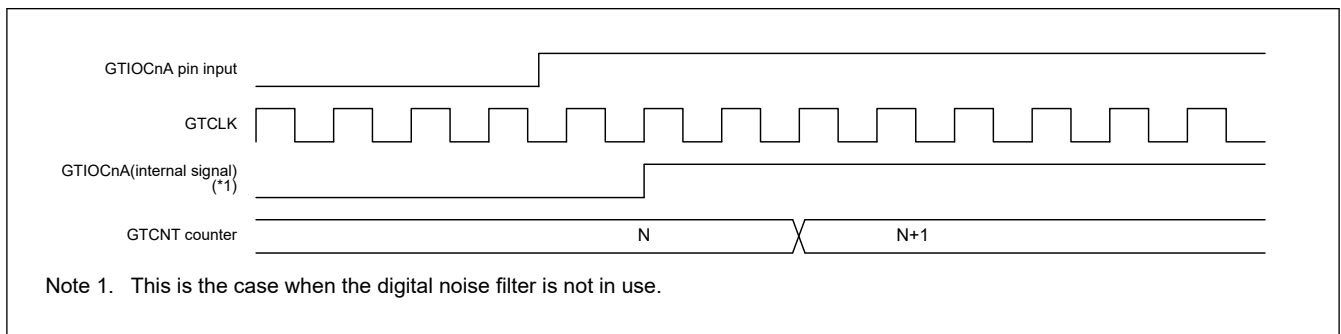 GTIOCnA pin input
GTCLK
GTIOCnA(internal signal)
(*1)
GTCNT counter
N
N+1
Note 1. This is the case when the digital noise filter is not in use.